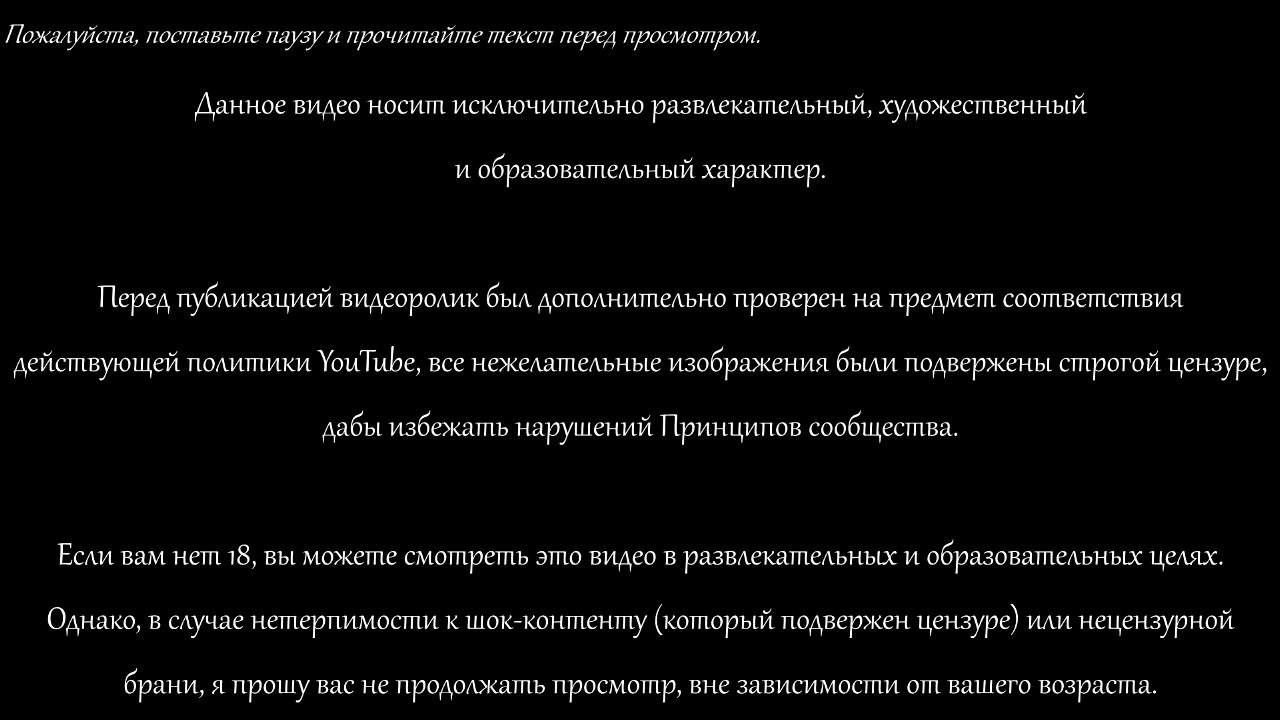 Пожалуйста, поставьте паузу и прочитайте текст перед просмотром.
Данное видео носит исключительно развлекательный, художественный
и образовательный характер.
Перед публикацией видеоролик был дополнительно проверен на предмет соответствия
действующей политики YouTube, все нежелательные изображения были подвержены строгой цензуре,
дабы избежать нарушений Принципов сообщества.
Если вам нет 18, вы можете смотреть это видео в развлекательных и образовательных целях.
Однако, в случае нетерпимости к шок-контенту (который подвержен цензуре) или нецензурной
брани, я прошу вас не продолжать просмотр, вне зависимости от вашего возраста.